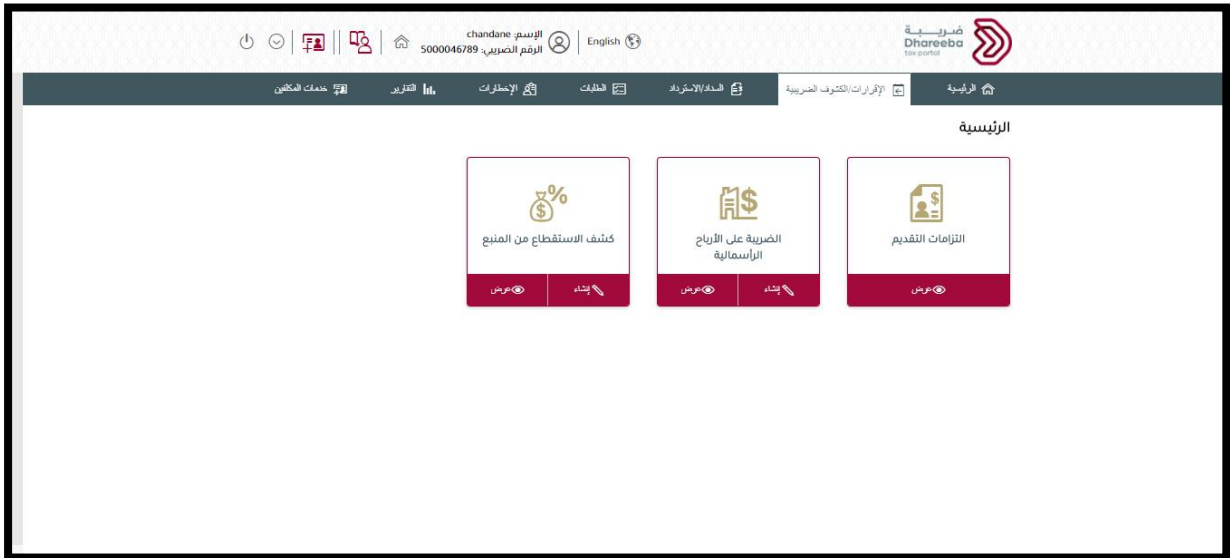 ضريبـــة
Dhareeba
tax portal
English
الإسم: chandane
الرقم الضريبي: 5000046789
الرئيسية
الإقرارات/الكشوف الضريبية
السداد/الاسترداد
الطلبات
الإخطارات
التقارير
خدمات المكلفين
الرئيسية
التزامات التقديم
عرض
الضريبة على الأرباح
الرأسمالية
إنشاء
عرض
كشف الاستقطاع من المنبع
إنشاء
عرض